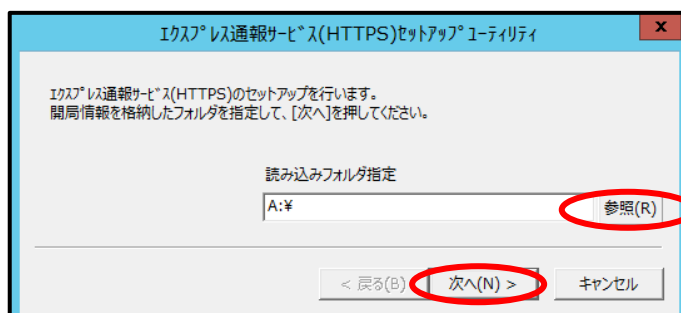 ｴｸｽﾌﾟﾚｽ通報ｻｰﾋﾞｽ(HTTPS)ｾｯﾄｱｯﾌﾟﾕｰﾃｨﾘﾃｨ
x
ｴｸｽﾌﾟﾚｽ通報ｻｰﾋﾞｽ(HTTPS)のセットアップを行います。
開局情報を格納したフォルダを指定して、[次へ]を押してください。
読み込みフォルダ指定
A:¥
参照(R)
< 戻る(B)
次へ(N) >
キャンセル